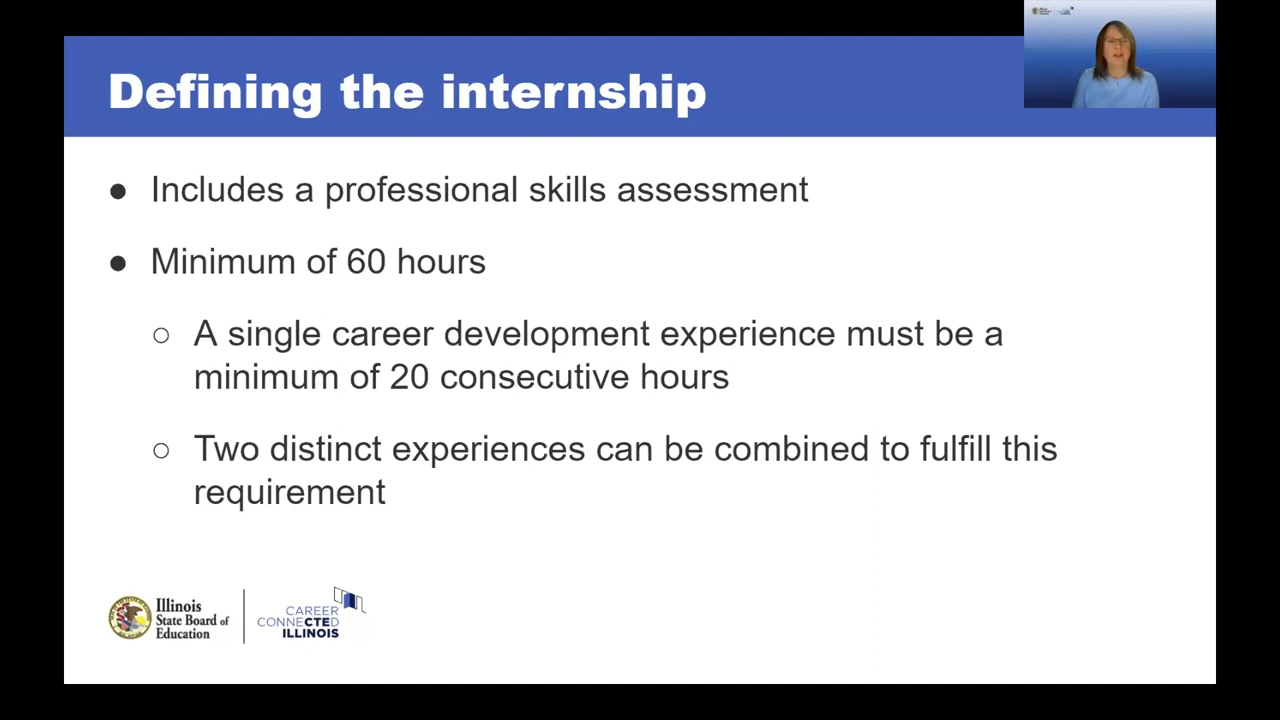 Defining the internship
● Includes a professional skills assessment
● Minimum of 60 hours
○ A single career development experience must be a
minimum of 20 consecutive hours
○ Two distinct experiences can be combined to fulfill this
requirement
Illinois
State Board of
Education
CAREER
CONNECTED
ILLINOIS